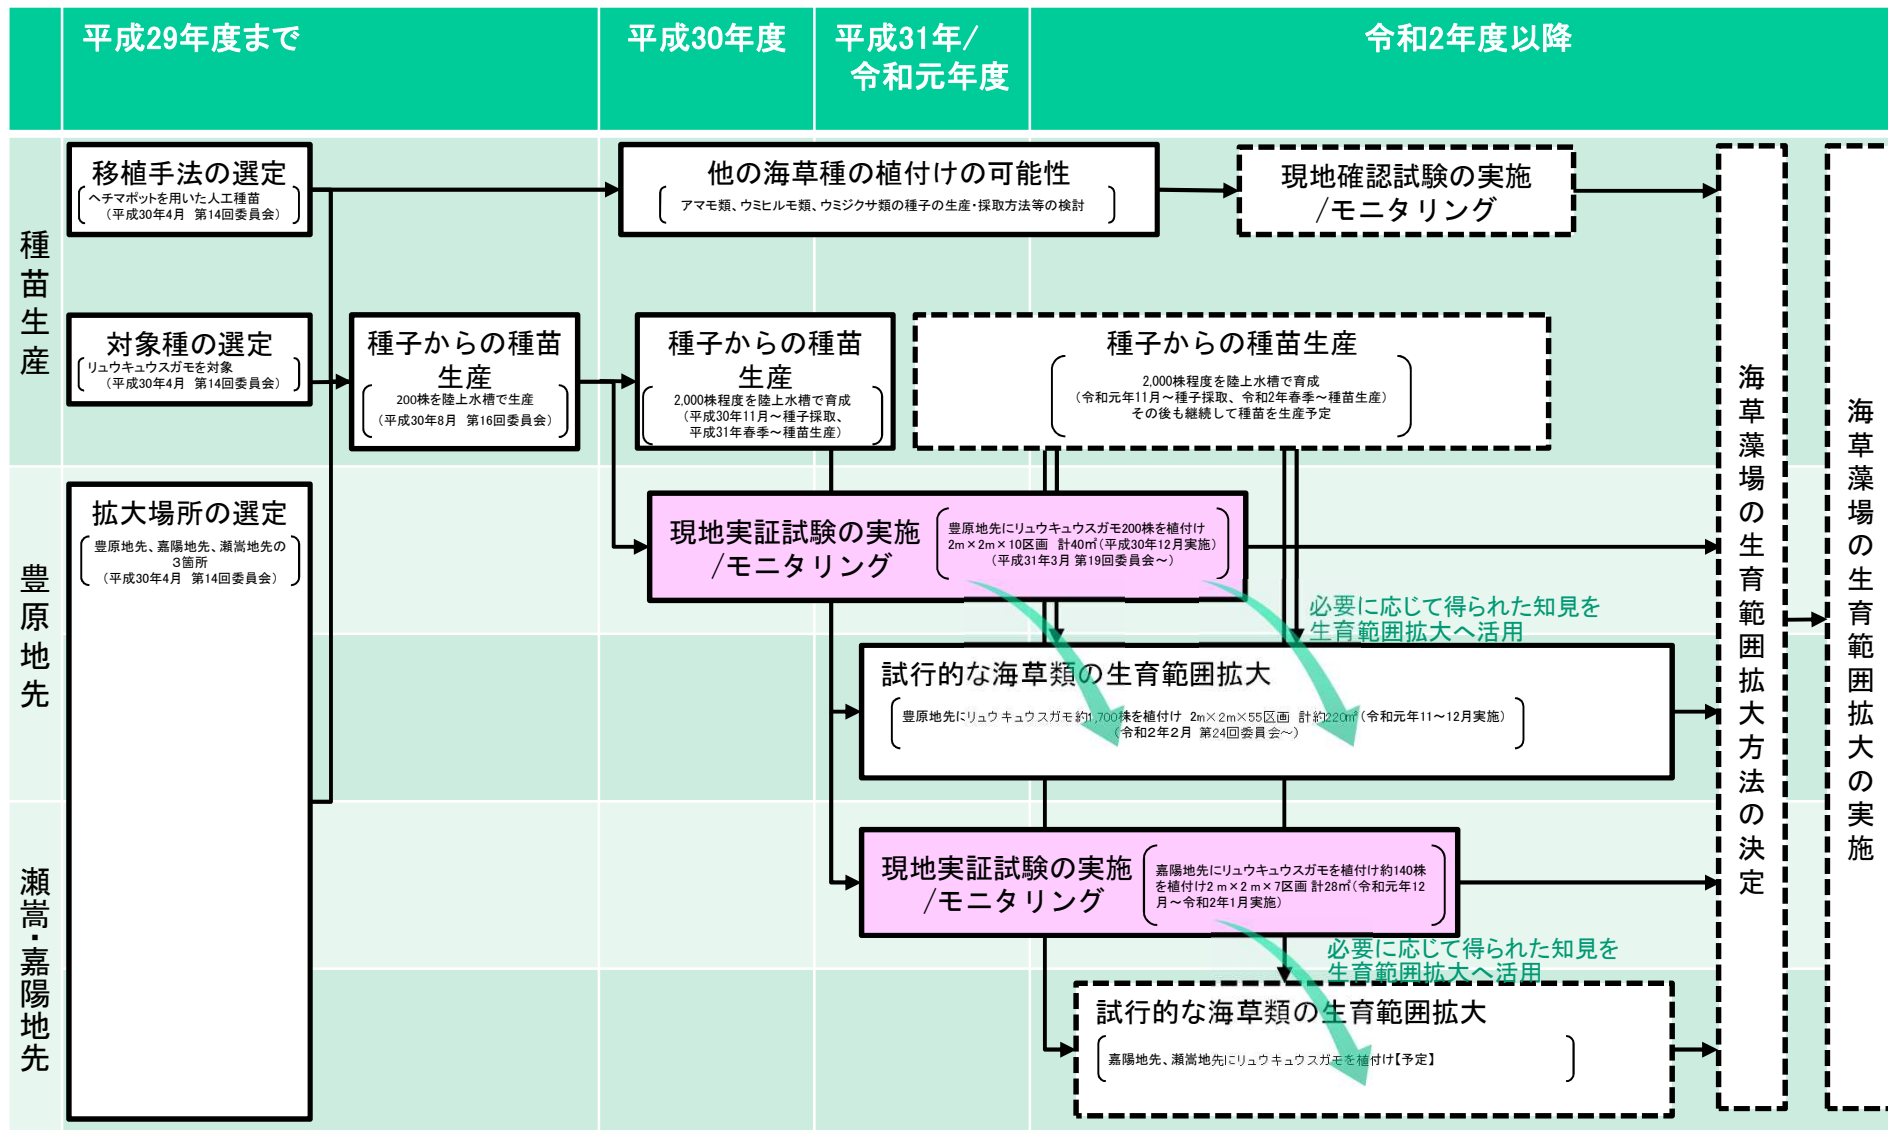 平成29年度まで
平成30年度
平成31年/
令和元年度
令和2年度以降
種苗生産
移植手法の選定
ヘチマポットを用いた人工種苗
（平成30年4月 第14回委員会）
他の海草種の植付けの可能性
アマモ類、ウミヒルモ類、ウミジクサ類の種子の生産・採取方法等の検討
現地確認試験の実施
/モニタリング
対象種の選定
リュウキュウスガモを対象
（平成30年4月 第14回委員会）
種子からの種苗
生産
200株を陸上水槽で生産
（平成30年8月 第16回委員会）
種子からの種苗
生産
2,000株程度を陸上水槽で育成
（平成30年11月～種子採取、
平成31年春季～種苗生産）
種子からの種苗生産
2,000株程度を陸上水槽で育成
（令和元年11月～種子採取、令和2年春季～種苗生産）
その後も継続して種苗を生産予定
豊原地先
拡大場所の選定
豊原地先、嘉陽地先、瀬嵩地先の
3箇所
（平成30年4月 第14回委員会）
現地実証試験の実施
/モニタリング
豊原地先にリュウキュウスガモ200株を植付け
2m×2m×10区画 計40㎡（平成30年12月実施）
（平成31年3月 第19回委員会～）
必要に応じて得られた知見を
生育範囲拡大へ活用
試行的な海草類の生育範囲拡大
豊原地先にリュウキュウスガモ約1,700株を植付け 2m×2m×55区画 計約220㎡（令和元年11～12月実施）
（令和2年2月 第24回委員会～）
瀬嵩・嘉陽地先
現地実証試験の実施
/モニタリング
嘉陽地先にリュウキュウスガモを植付け約140株
を植付け2ｍ×2ｍ×7区画 計28㎡（令和元年12
月～令和2年1月実施）
必要に応じて得られた知見を
生育範囲拡大へ活用
試行的な海草類の生育範囲拡大
嘉陽地先、瀬嵩地先にリュウキュウスガモを植付け【予定】
海草藻場の生育範囲拡大方法の決定
海草藻場の生育範囲拡大の実施